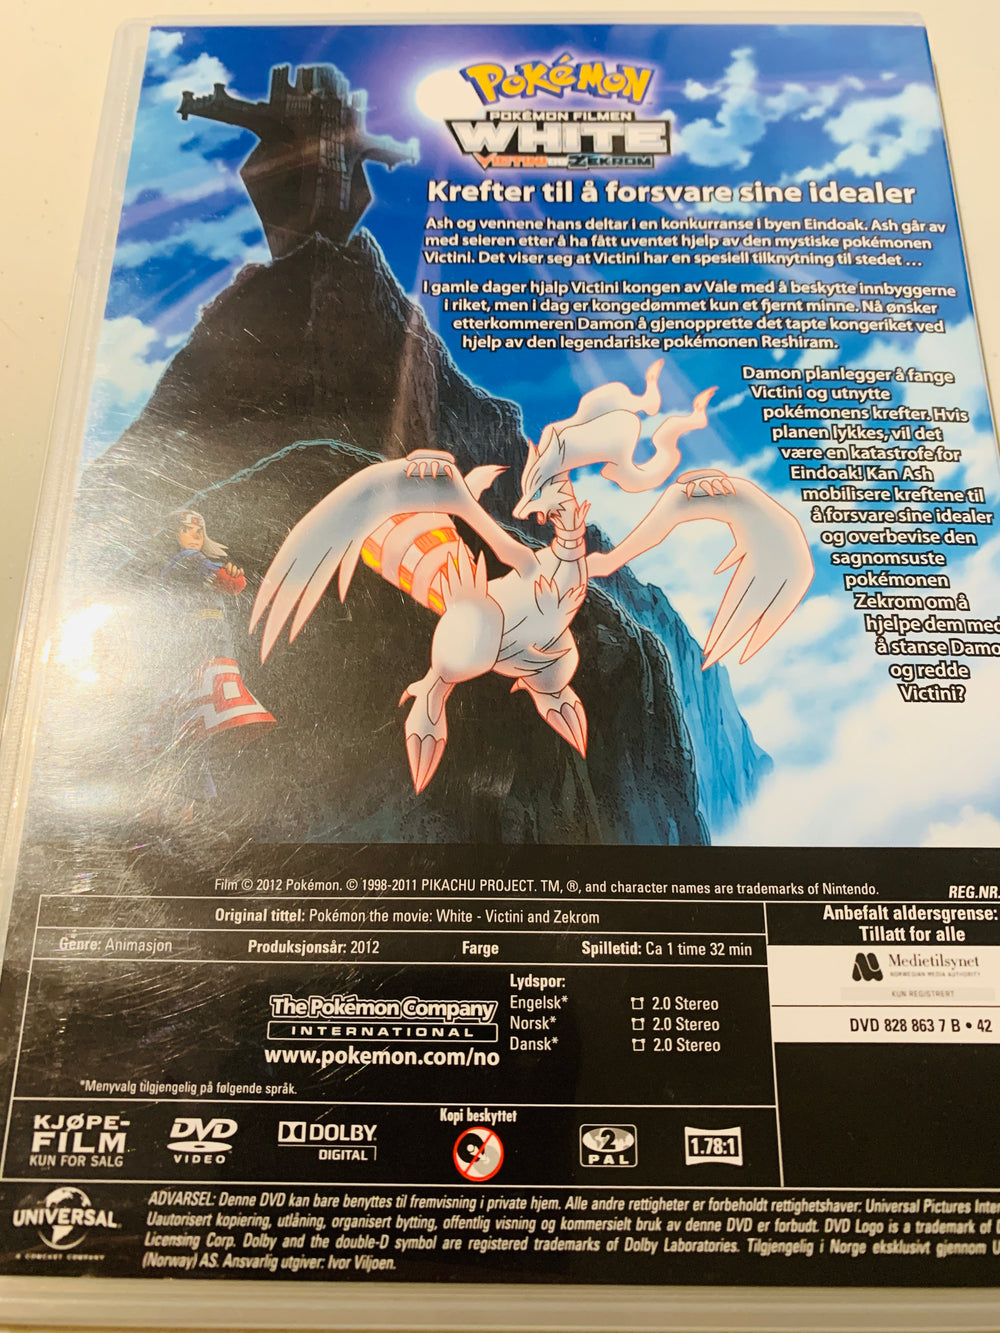 POKéMON
POKÉMON FILMEN
WHITE
VICTINI OG ZEKROM
Krefter til å forsvare sine idealer
Ash og vennene hans deltar i en konkurranse i byen Eindoak. Ash går av
med seieren etter å ha fått uventet hjelp av den mystiske pokémonen
Victini. Det viser seg at Victini har en spesiell tilknytning til stedet ...
I gamle dager hjalp Victini kongen av Vale med å beskytte innbyggerne
i riket, men i dag er kongedømmet kun et fjernt minne. Nå ønsker
etterkommeren Damon å gjenopprette det tapte kongeriket ved
hjelp av den legendariske pokémonen Reshiram.
Damon planlegger å fange
Victini og utnytte
pokémonens krefter. Hvis
planen lykkes, vil det
være en katastrofe for
Eindoak! Kan Ash
mobilisere kreftene til
å forsvare sine idealer
og overbevise den
sagnomsuste
pokémonen
Zekrom om å
hjelpe dem med
å stanse Damo
og redde
Victini?
Film © 2012 Pokémon. © 1998-2011 PIKACHU PROJECT. TM, ®, and character names are trademarks of Nintendo.
REG.NR.
Original tittel: Pokémon the movie: White - Victini and Zekrom
Genre: Animasjon Produksjonsår: 2012 Farge Spilletid: Ca 1 time 32 min
Anbefalt aldersgrense:
Tillatt for alle
Medietilsynet
NORWEGIAN MEDIA AUTHORITY
KUN REGISTRERT
DVD 828 863 7 B • 42
Lydspor:
Engelsk* 2.0 Stereo
Norsk* 2.0 Stereo
Dansk* 2.0 Stereo
The Pokémon Company
INTERNATIONAL
www.pokemon.com/no
*Menyvalg tilgjengelig på følgende språk.
KJØPE-
FILM
KUN FOR SALG
DVD
VIDEO
DOLBY
DIGITAL
Kopi beskyttet
2
PAL
1.78:1
UNIVERSAL
A COMCAST COMPANY
ADVARSEL: Denne DVD kan bare benyttes til fremvisning i private hjem. Alle andre rettigheter er forbeholdt rettighetshaver: Universal Pictures Inte
Uautorisert kopiering, utlåning, organisert bytting, offentlig visning og kommersielt bruk av denne DVD er forbudt. DVD Logo is a trademark of
Licensing Corp. Dolby and the double-D symbol are registered trademarks of Dolby Laboratories. Tilgjengelig i Norge eksklusivt gjennom U
(Norway) AS. Ansvarlig utgiver: Ivor Viljoen.